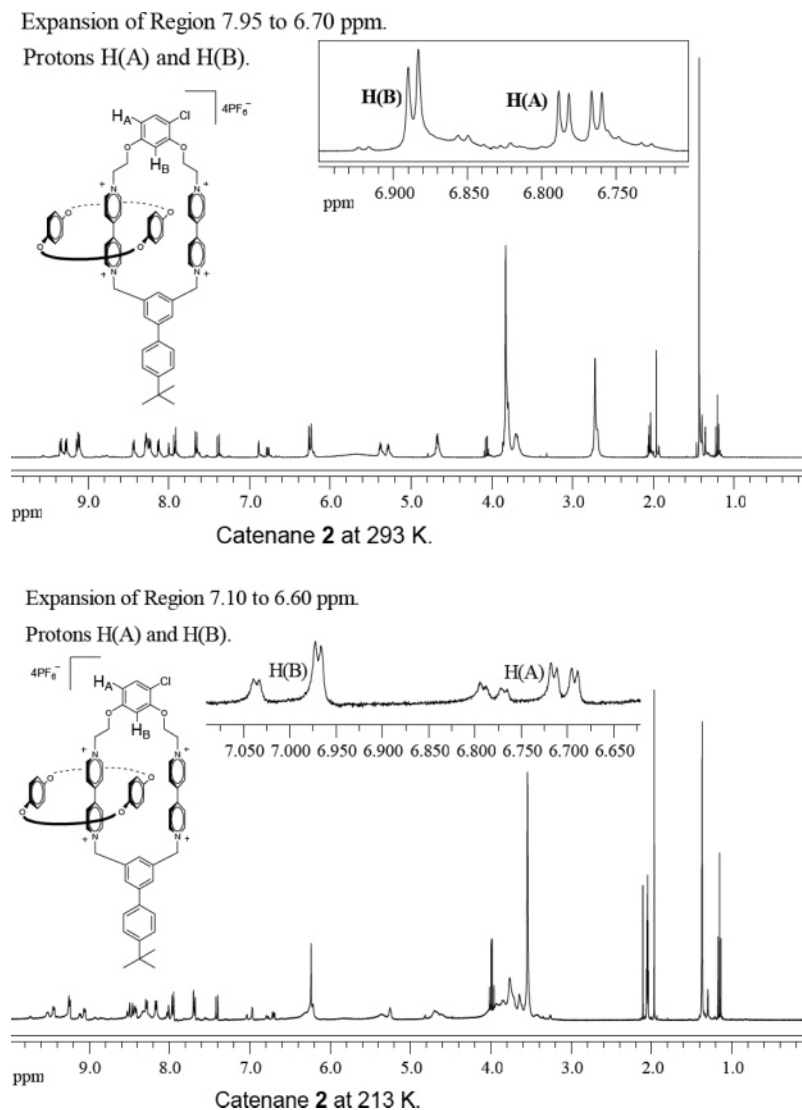 Expansion of Region 7.95 to 6.70 ppm.
Protons H(A) and H(B).
H(B)
H(A)
6.900 6.850 6.800 6.750
ppm
4PF6−
HA
Cl
O
O
HB
N
+
N
+
O
O
O
O
+
N
N
+
9.0 8.0 7.0 6.0 5.0 4.0 3.0 2.0 1.0
ppm
Catenane 2 at 293 K.
Expansion of Region 7.10 to 6.60 ppm.
Protons H(A) and H(B).
H(B)
H(A)
7.050 7.000 6.950 6.900 6.850 6.800 6.750 6.700 6.650
4PF6−
HA
Cl
O
O
HB
+
N
N
+
O
O
O
O
+
N
N
+
9.0 8.0 7.0 6.0 5.0 4.0 3.0 2.0 1.0
ppm
Catenane 2 at 213 K.